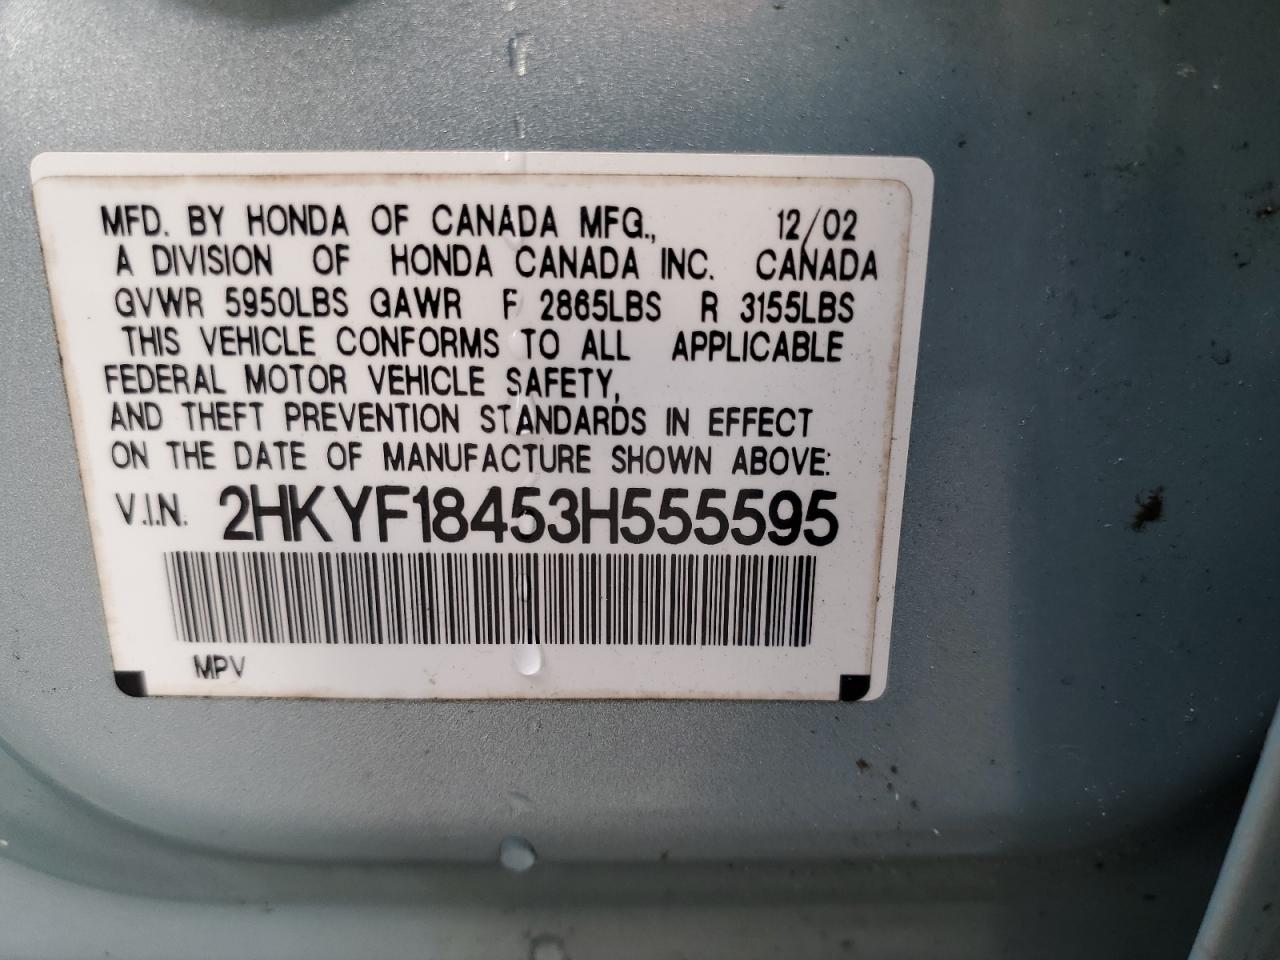 MFD. BY HONDA OF CANADA MFG., 12/02
A DIVISION OF HONDA CANADA INC. CANADA
GVWR 5950LBS GAWR F 2865LBS R 3155LBS
THIS VEHICLE CONFORMS TO ALL APPLICABLE
FEDERAL MOTOR VEHICLE SAFETY,
AND THEFT PREVENTION STANDARDS IN EFFECT
ON THE DATE OF MANUFACTURE SHOWN ABOVE:
V.I.N. 2HKYF18453H555595
MPV